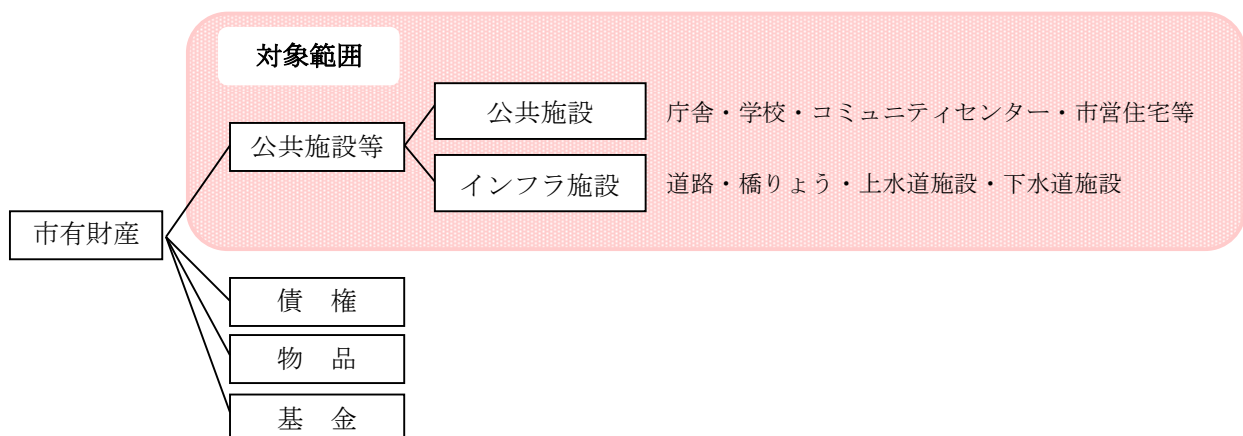 対象範囲
公共施設 庁舎・学校・コミュニティセンター・市営住宅等
公共施設等
インフラ施設 道路・橋りょう・上水道施設・下水道施設
市有財産
債　権
物　品
基　金